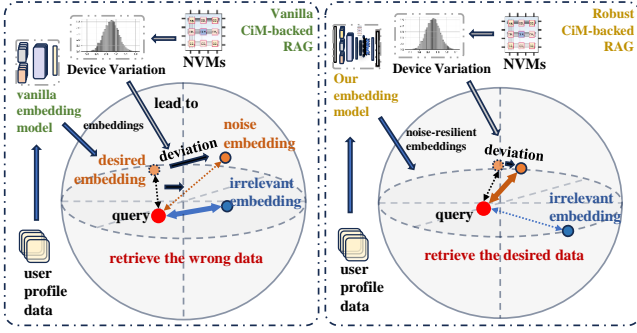 Vanilla
CiM-backed
RAG
NVMs
Device Variation
vanilla
embedding
model
lead to
embeddings
deviation
noise
embedding
desired
embedding
irrelevant
embedding
query
retrieve the wrong data
user
profile
data
Robust
CiM-backed
RAG
NVMs
Device Variation
Our
embedding
model
noise-resilient
embeddings
deviation
query
irrelevant
embedding
retrieve the desired data
user
profile
data